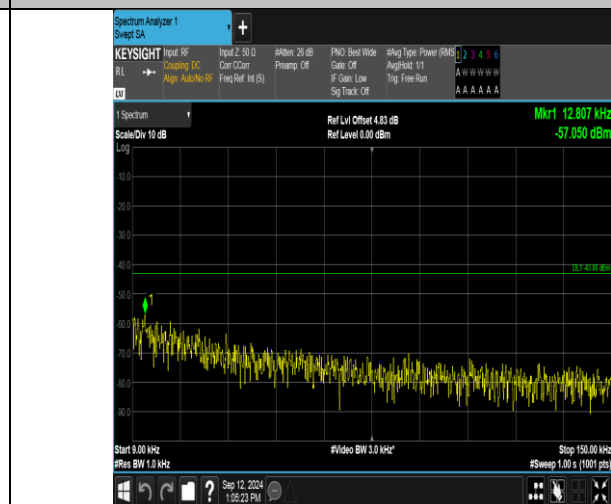 Spectrum Analyzer 1
Swept SA
+
KEYSIGHT
RL
LXI
Input: RF
Coupling: DC
Align: Auto/No RF
Input Z: 50 Ω
Corr CCorr
Freq Ref: Int (S)
#Atten: 26 dB
Preamp: Off
PNO: Best Wide
Gate: Off
IF Gain: Low
Sig Track: Off
#Avg Type: Power (RMS
Avg|Hold: 1/1
Trig: Free Run
1 2 3 4 5 6
A W W W W W
A A A A A A
1 Spectrum
Scale/Div 10 dB
Log
Ref Lvl Offset 4.83 dB
Ref Level 0.00 dBm
Mkr1 12.807 kHz
-57.050 dBm
-10.0
-20.0
-30.0
-40.0
DL1 -43.00 dBm
-50.0
1
-60.0
-70.0
-80.0
-90.0
Start 9.00 kHz
#Res BW 1.0 kHz
#Video BW 3.0 kHz*
Stop 150.00 kHz
#Sweep 1.00 s (1001 pts)
?
Sep 12, 2024
1:05:23 PM